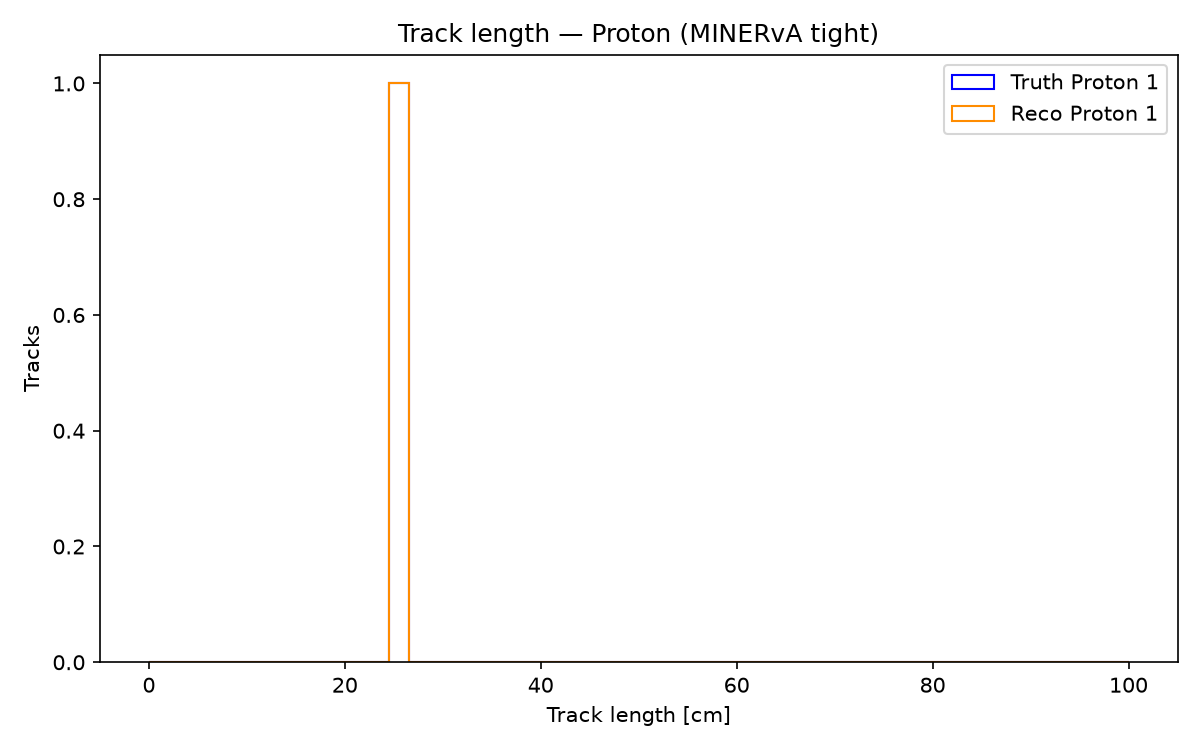 Track length — Proton (MINERvA tight)
Truth Proton 1
Reco Proton 1
1.0
0.8
0.6
0.4
0.2
0.0
Tracks
0 20 40 60 80 100
Track length [cm]